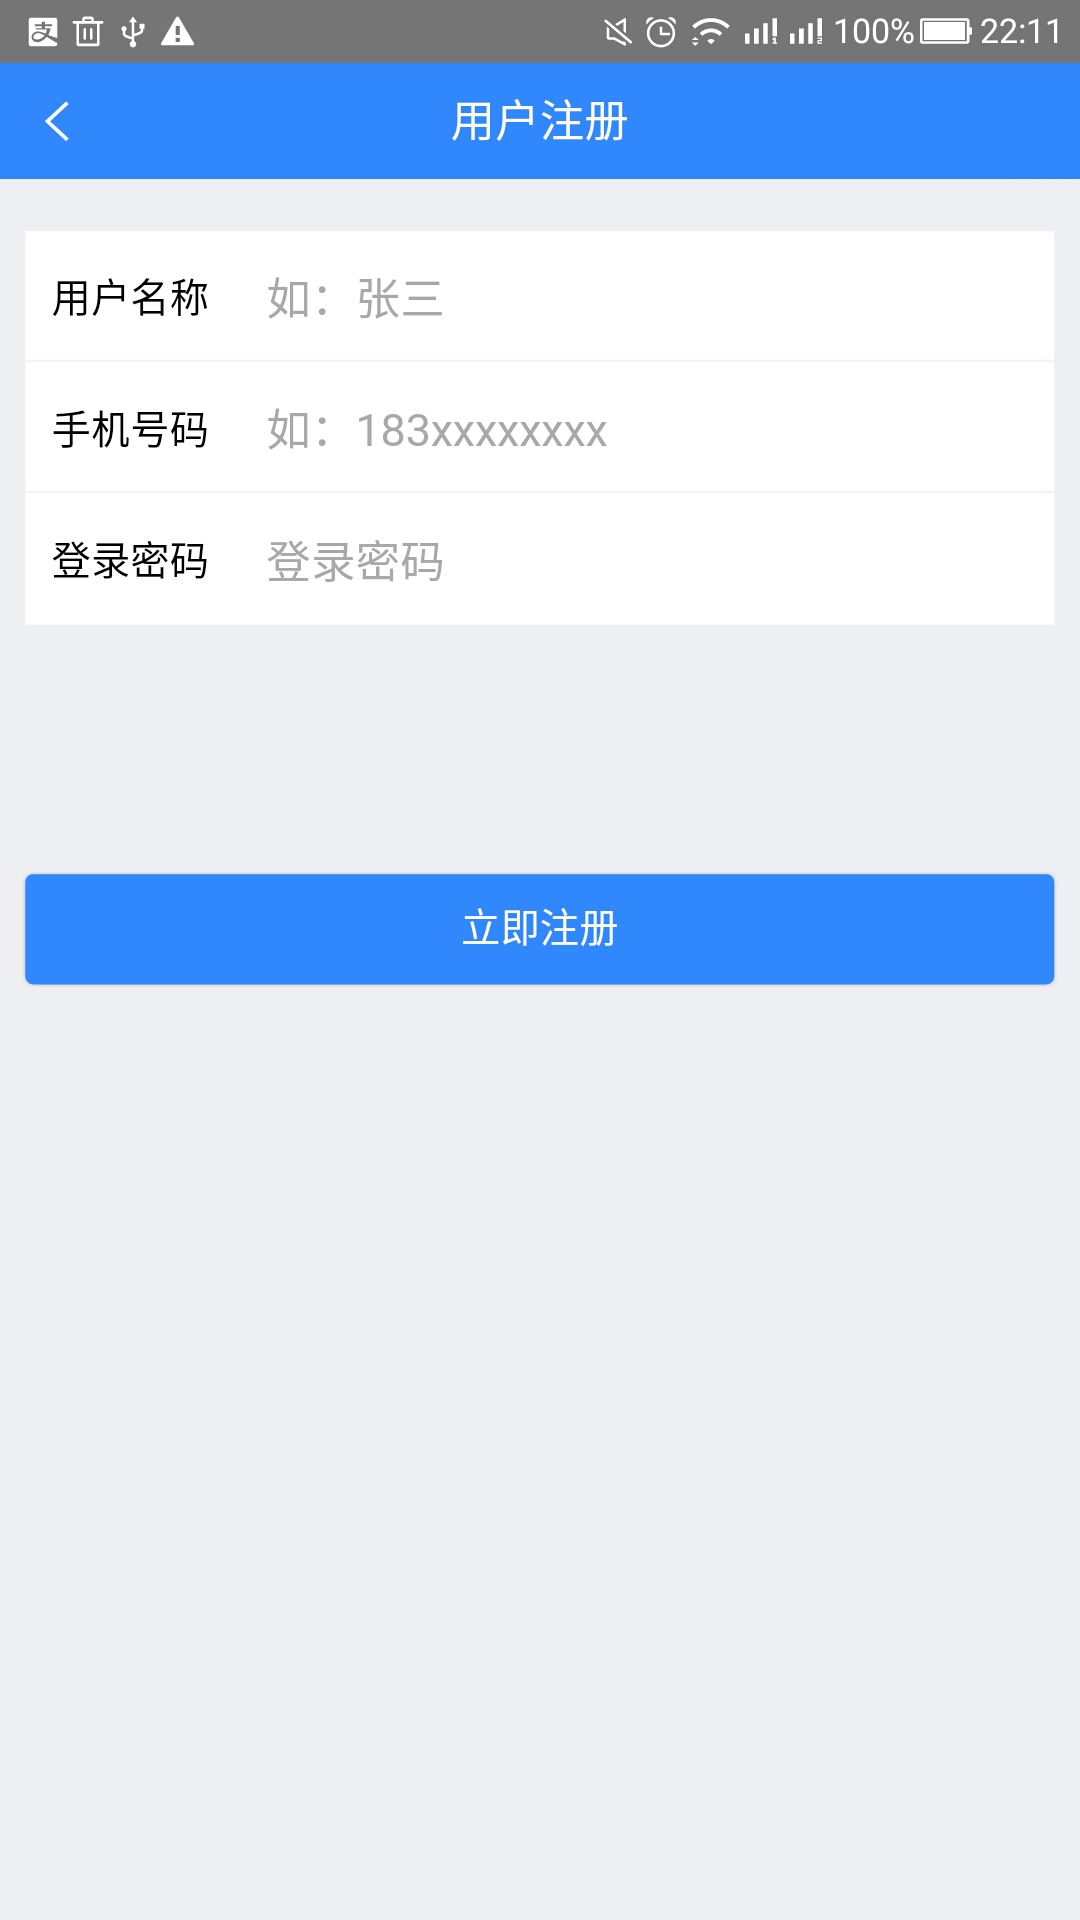 100% 22:11
用户注册
用户名称 如：张三
手机号码 如：183xxxxxxxx
登录密码 登录密码
立即注册